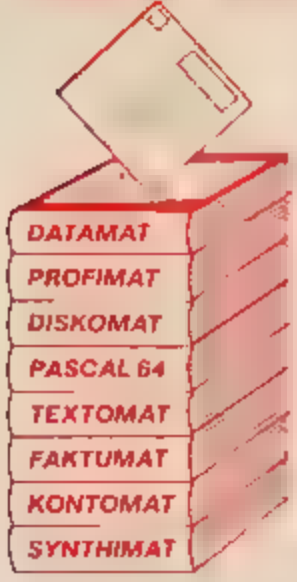 DATAMAT
PROFIMAT
DISKOMAT
PASCAL 64
TEXTOMAT
FAKTUMAT
KONTOMAT
SYNTHIMAT